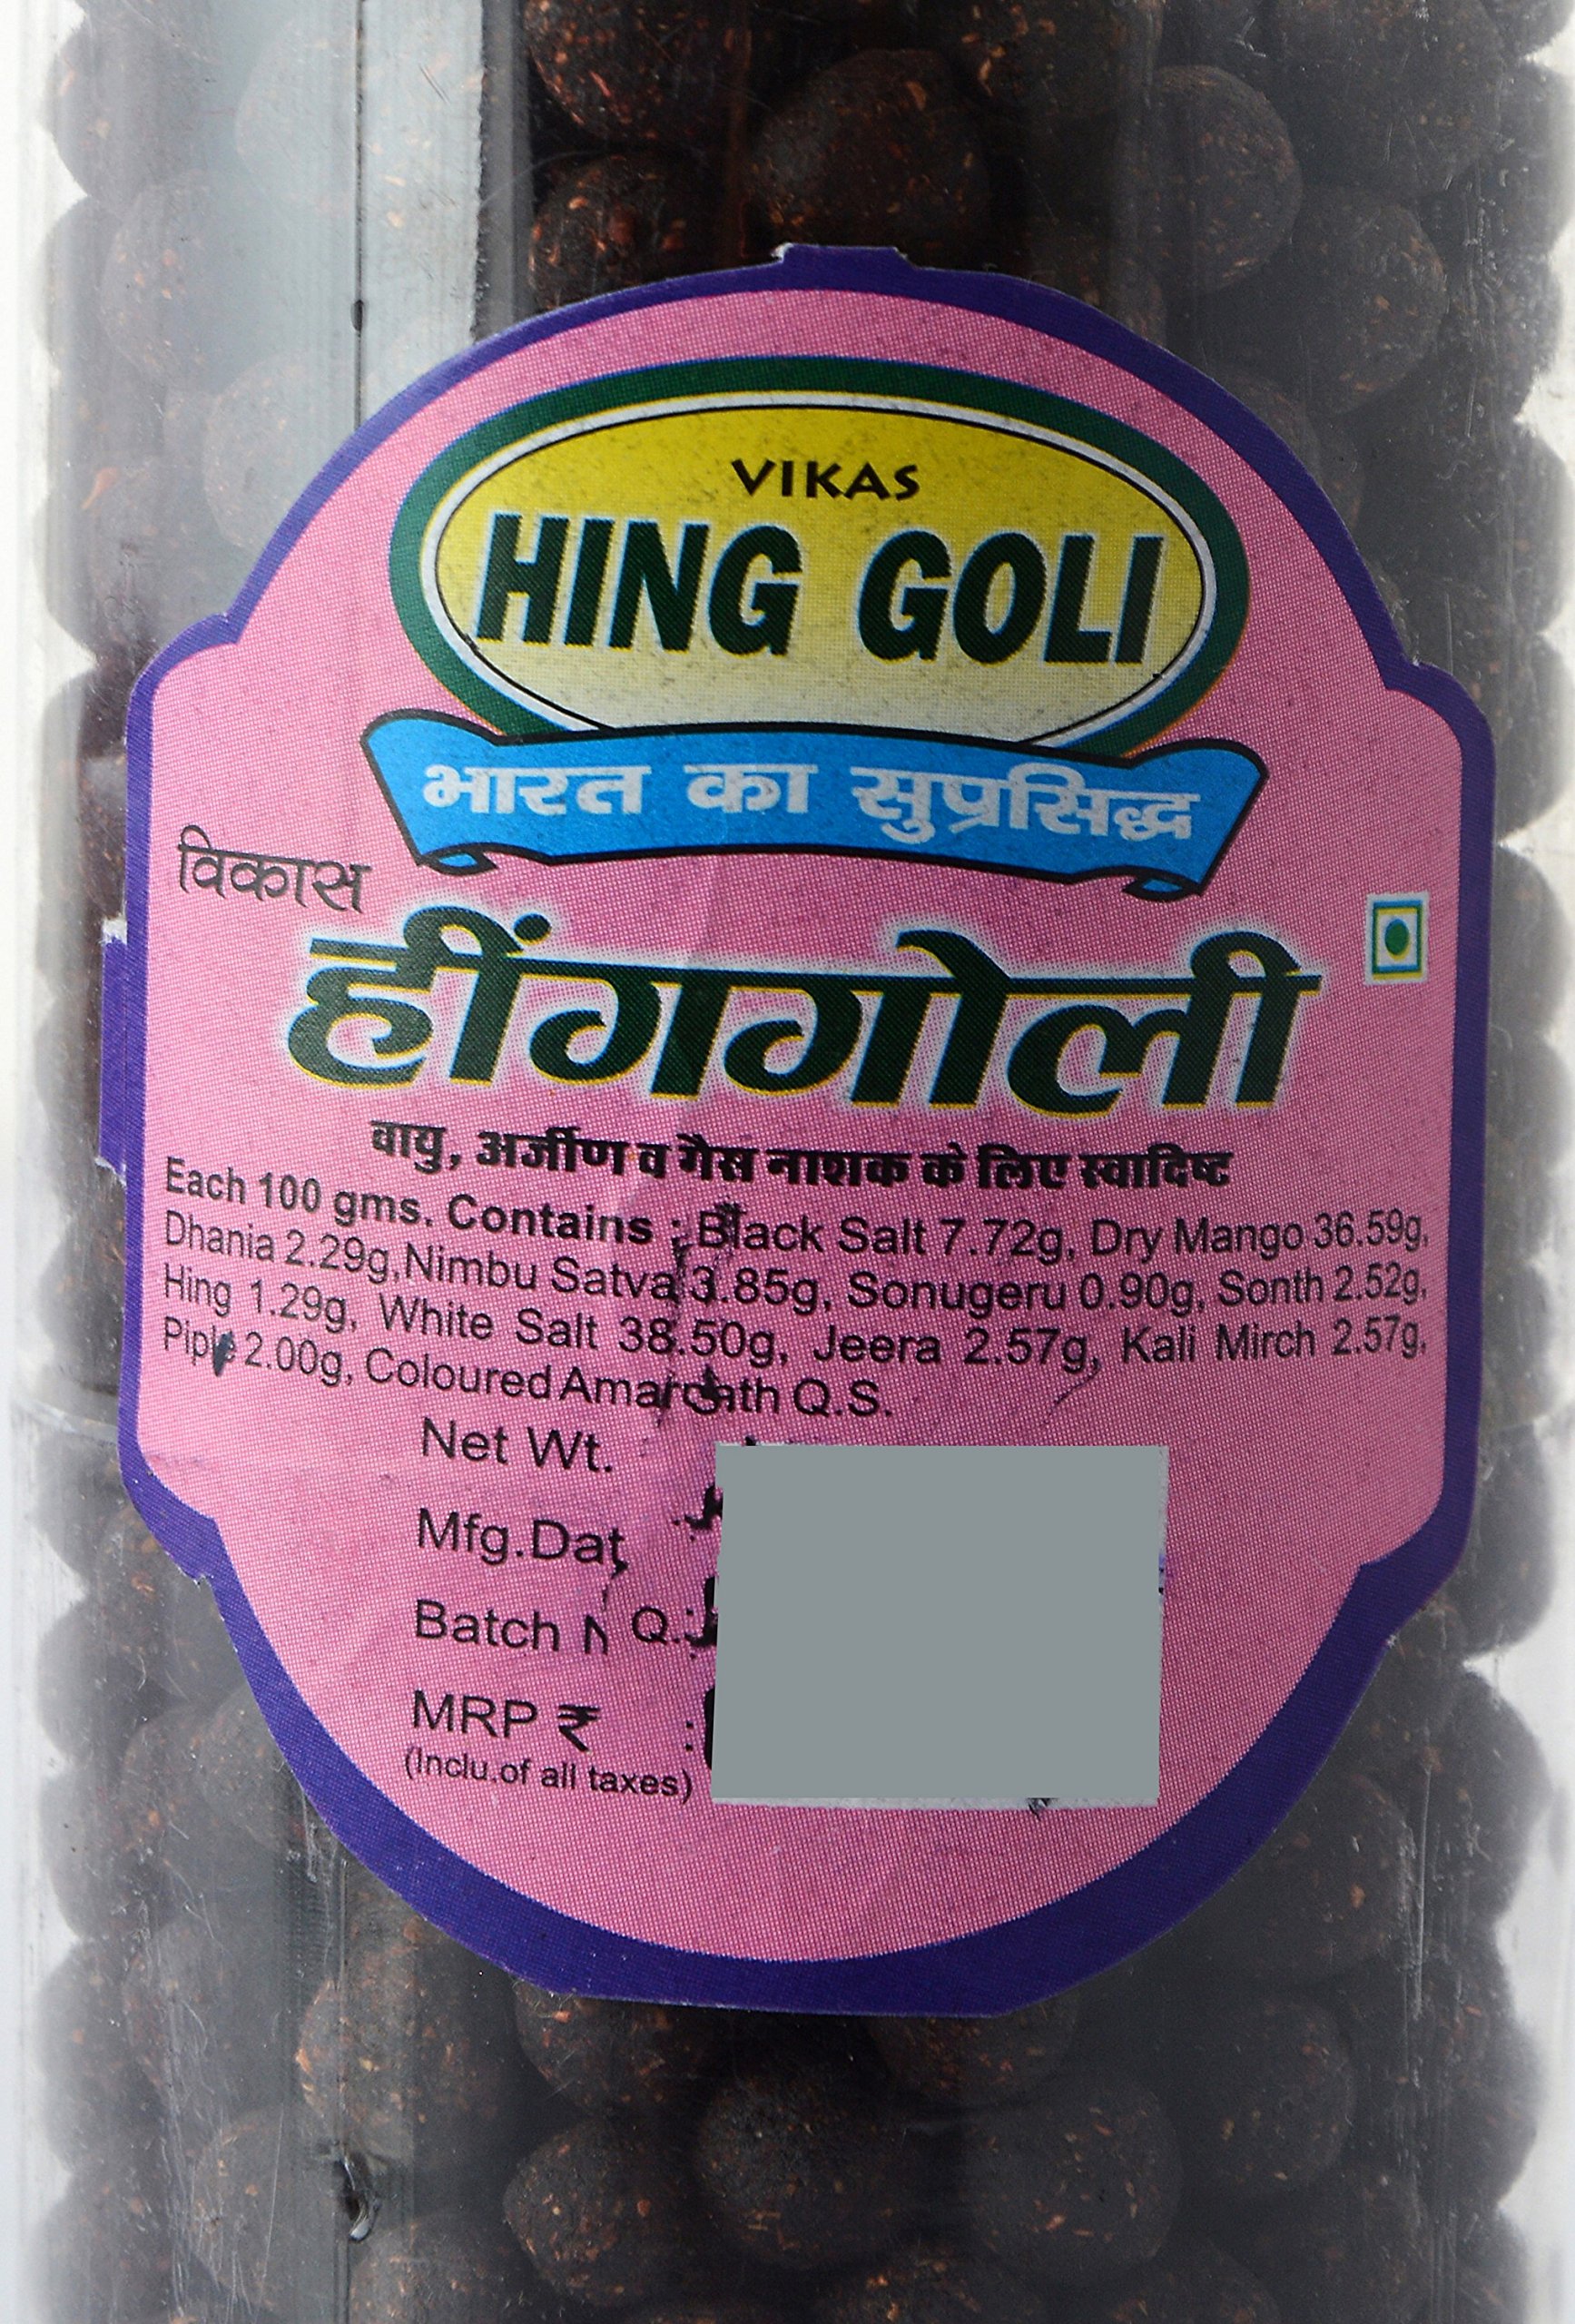 VIKAS
HING GOLI
भारत का सुप्रसिद्ध
विकास
हींगगोली
वायु, अर्जीण व गैस नाशक के लिए स्वादिष्ट
Each 100 gms. Contains : Black Salt 7.72g, Dry Mango 36.59g,
Dhania 2.29g,Nimbu Satva 3.85g, Sonugeru 0.90g, Sonth 2.52g,
Hing 1.29g, White Salt 38.50g, Jeera 2.57g, Kali Mirch 2.57g,
Piple 2.00g, Coloured Amarnath Q.S.
Net Wt.
Mfg.Dat
Batch N Q.:
MRP ₹ :
(Inclu.of all taxes)